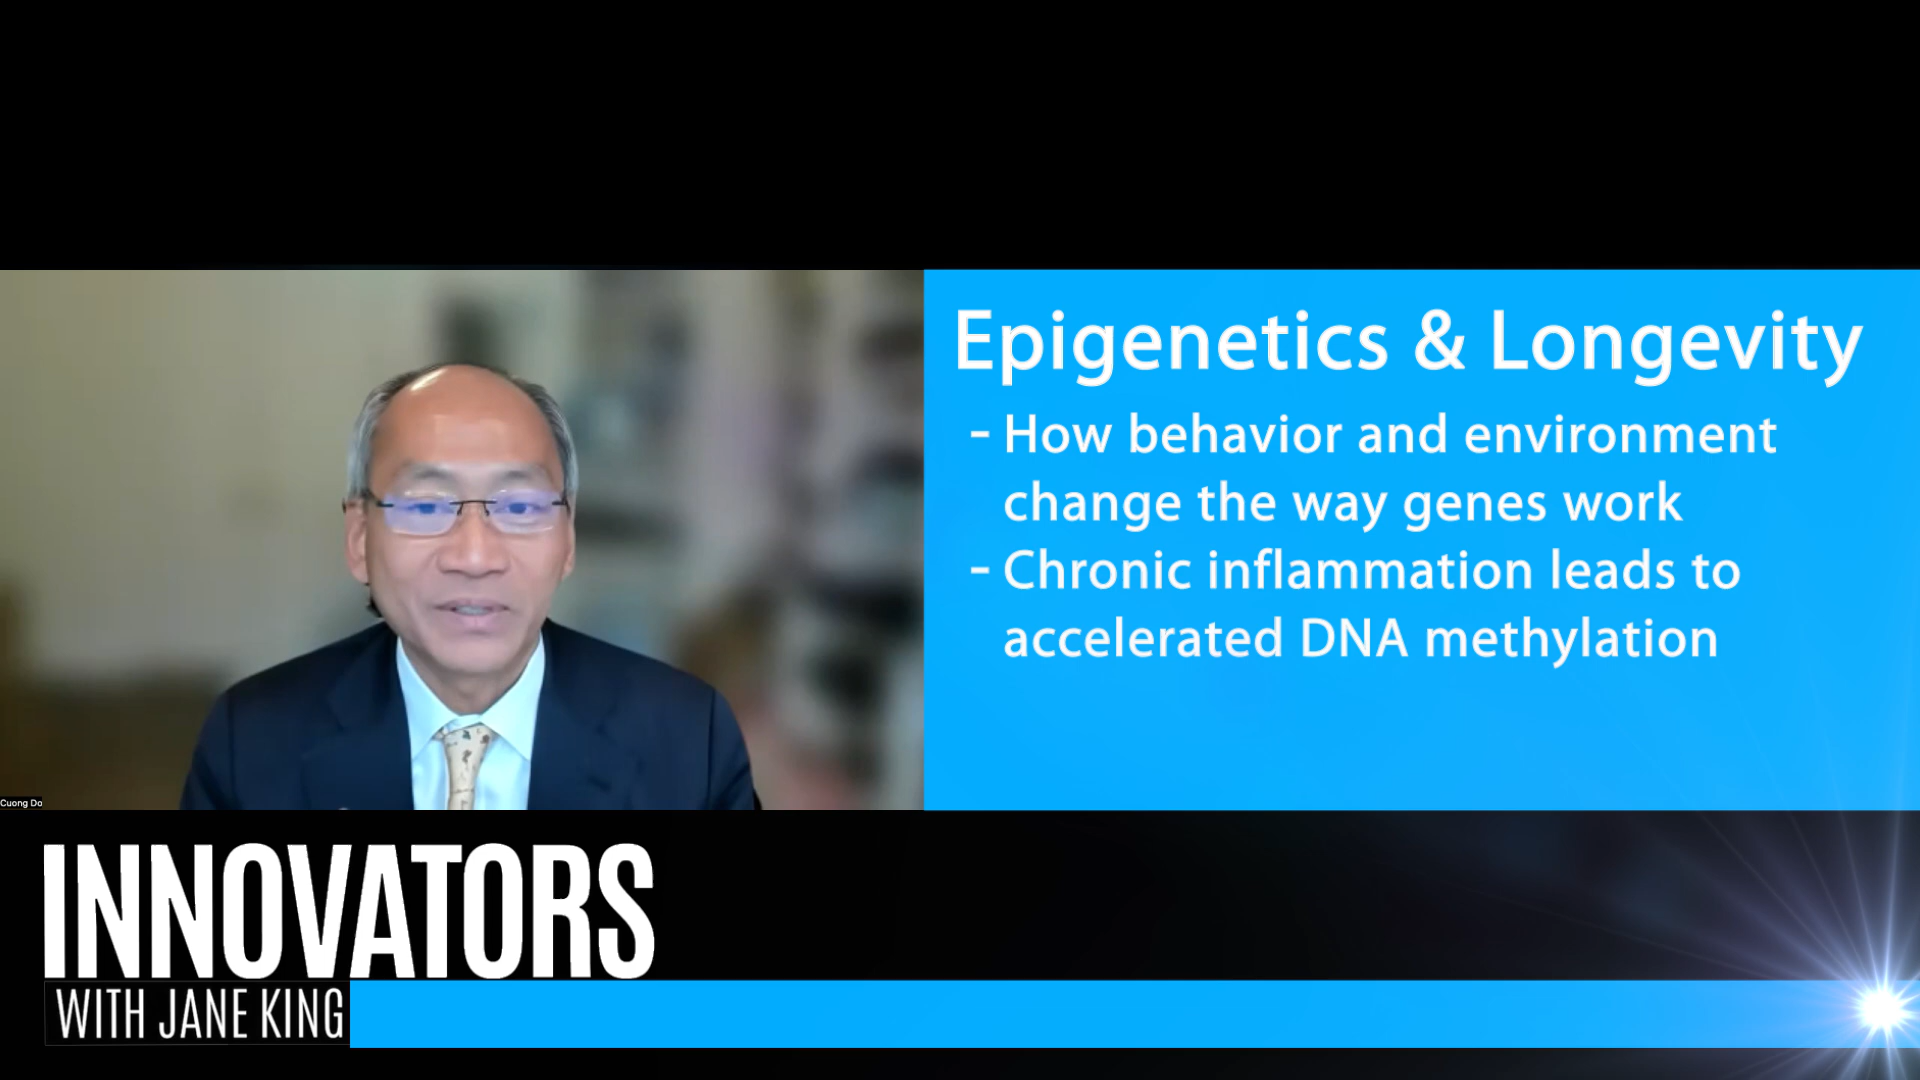 Epigenetics & Longevity
- How behavior and environment
change the way genes work
- Chronic inflammation leads to
accelerated DNA methylation
Cuong Do
INNOVATORS
WITH JANE KING